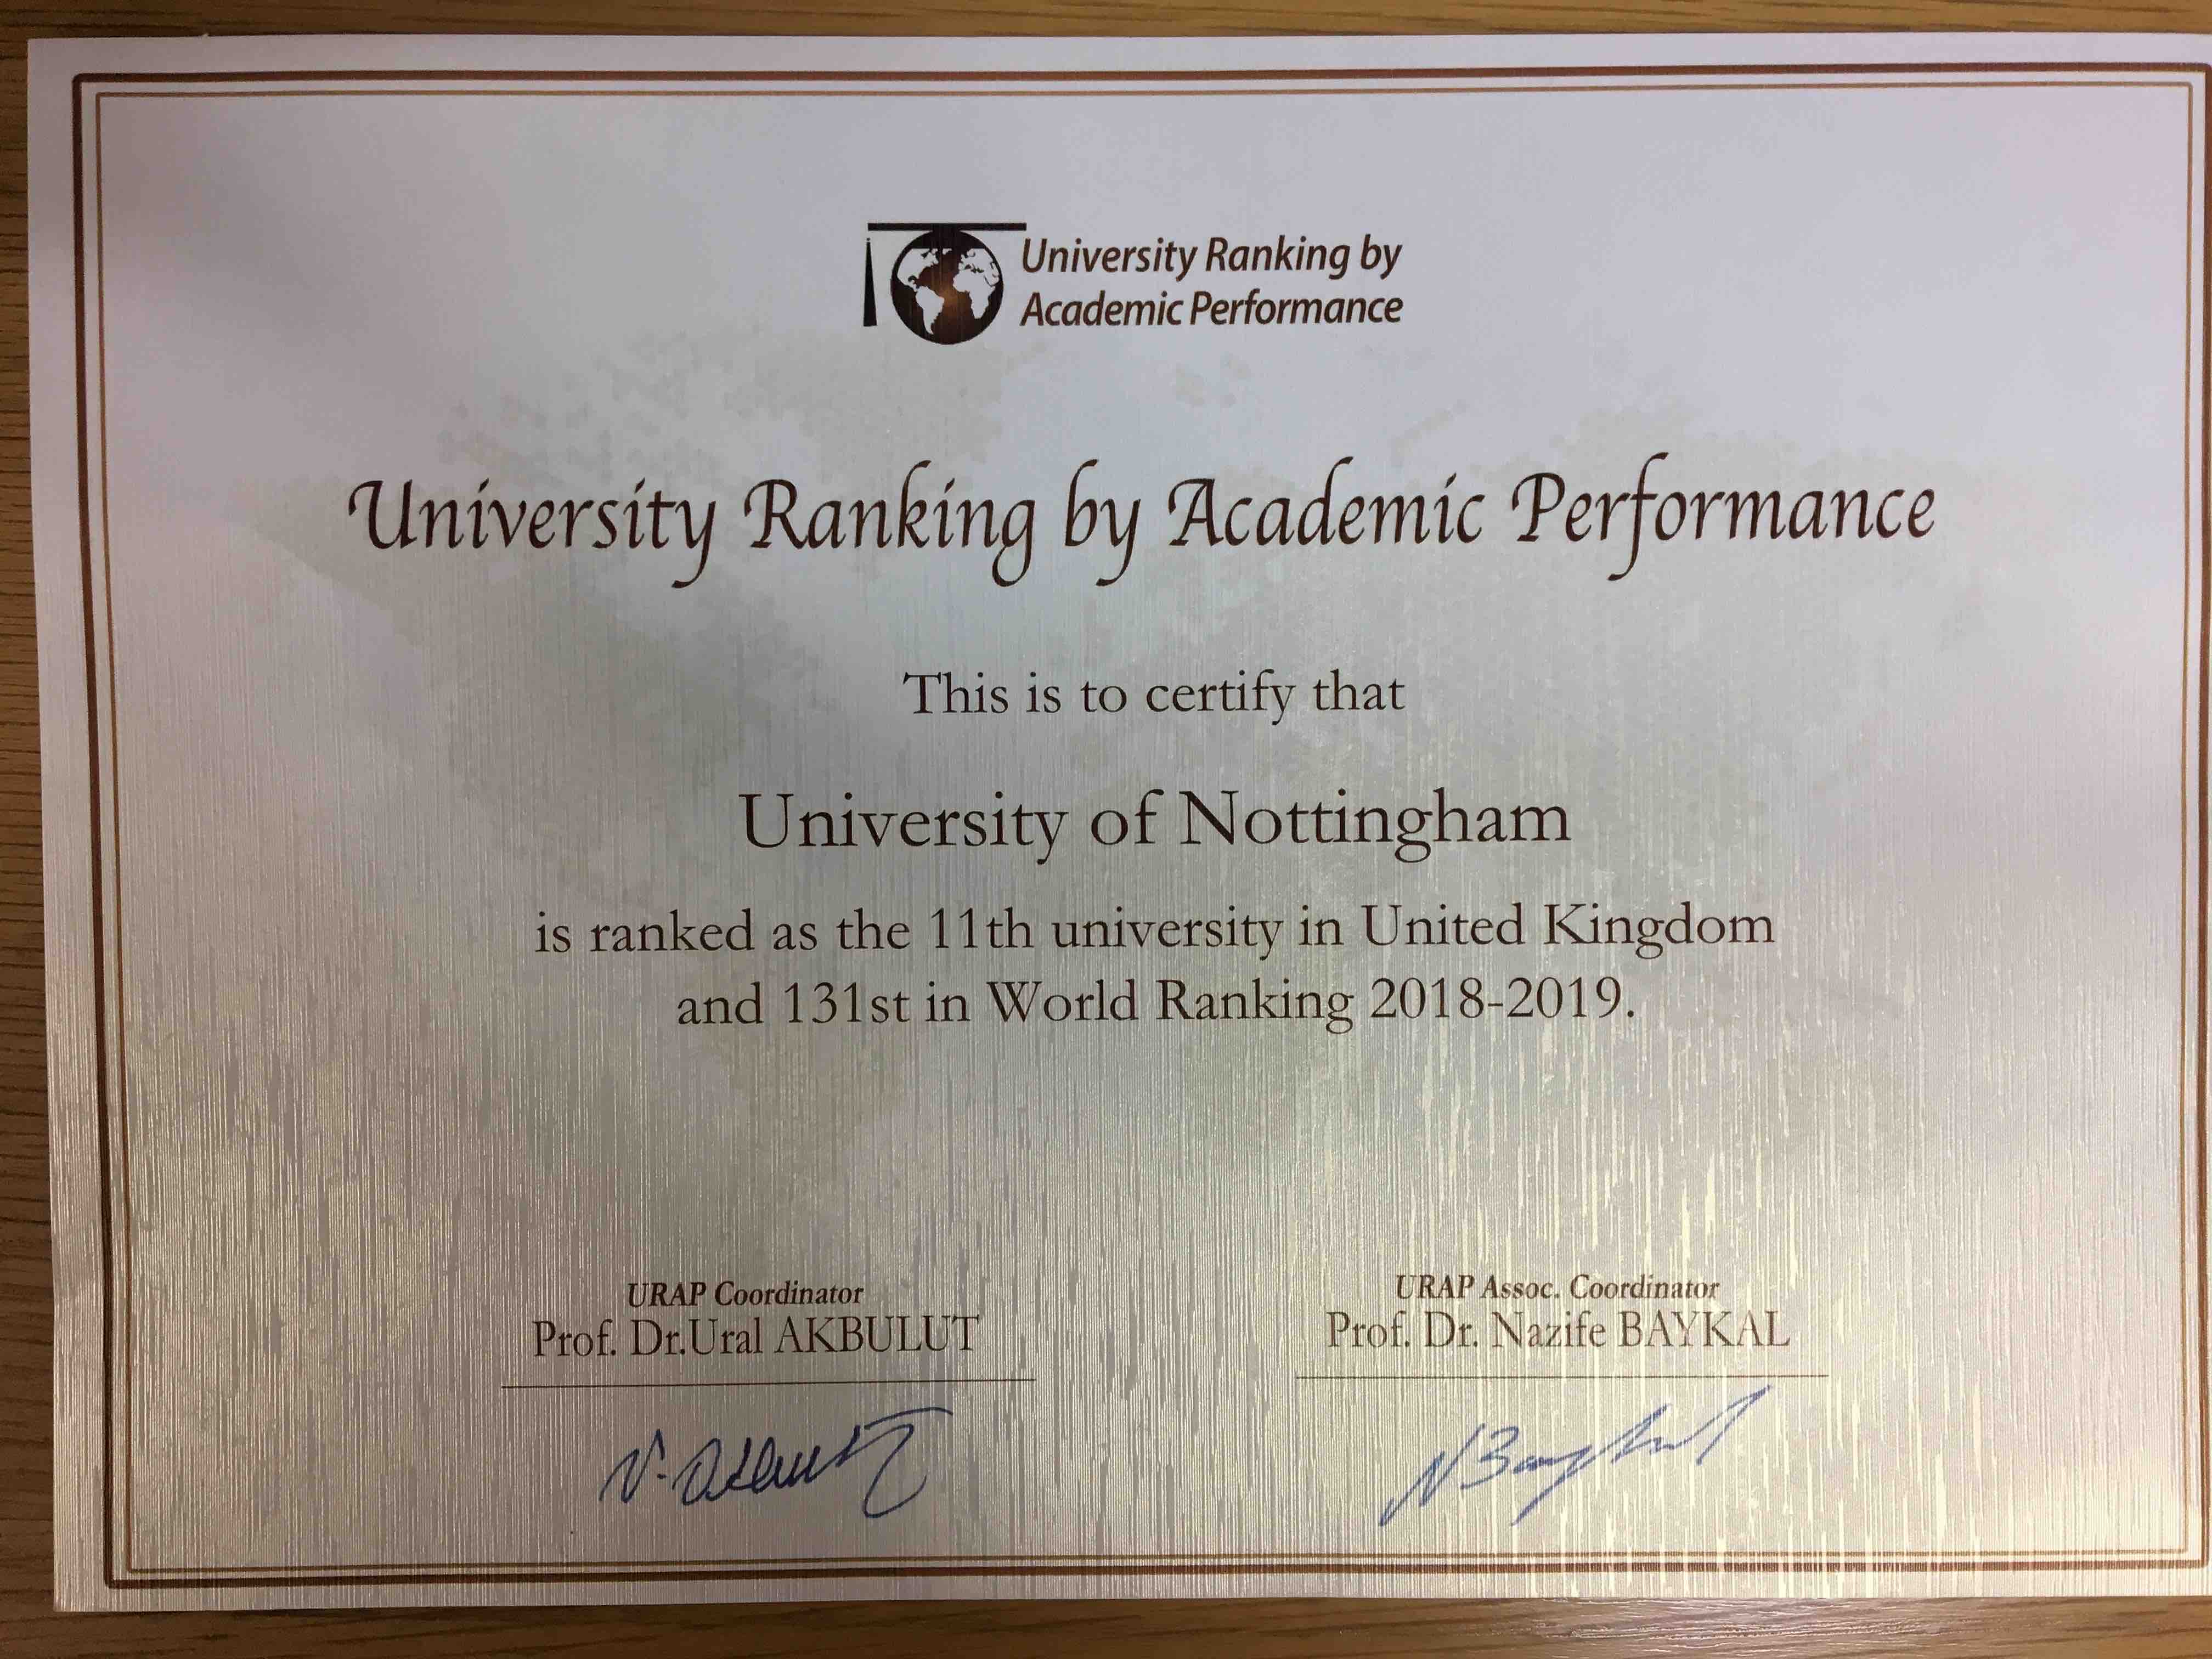 University Ranking by
Academic Performance
University Ranking by Academic Performance
This is to certify that
University of Nottingham
is ranked as the 11th university in United Kingdom
and 131st in World Ranking 2018-2019.
URAP Coordinator
Prof. Dr.Ural AKBULUT
URAP Assoc. Coordinator
Prof. Dr. Nazife BAYKAL